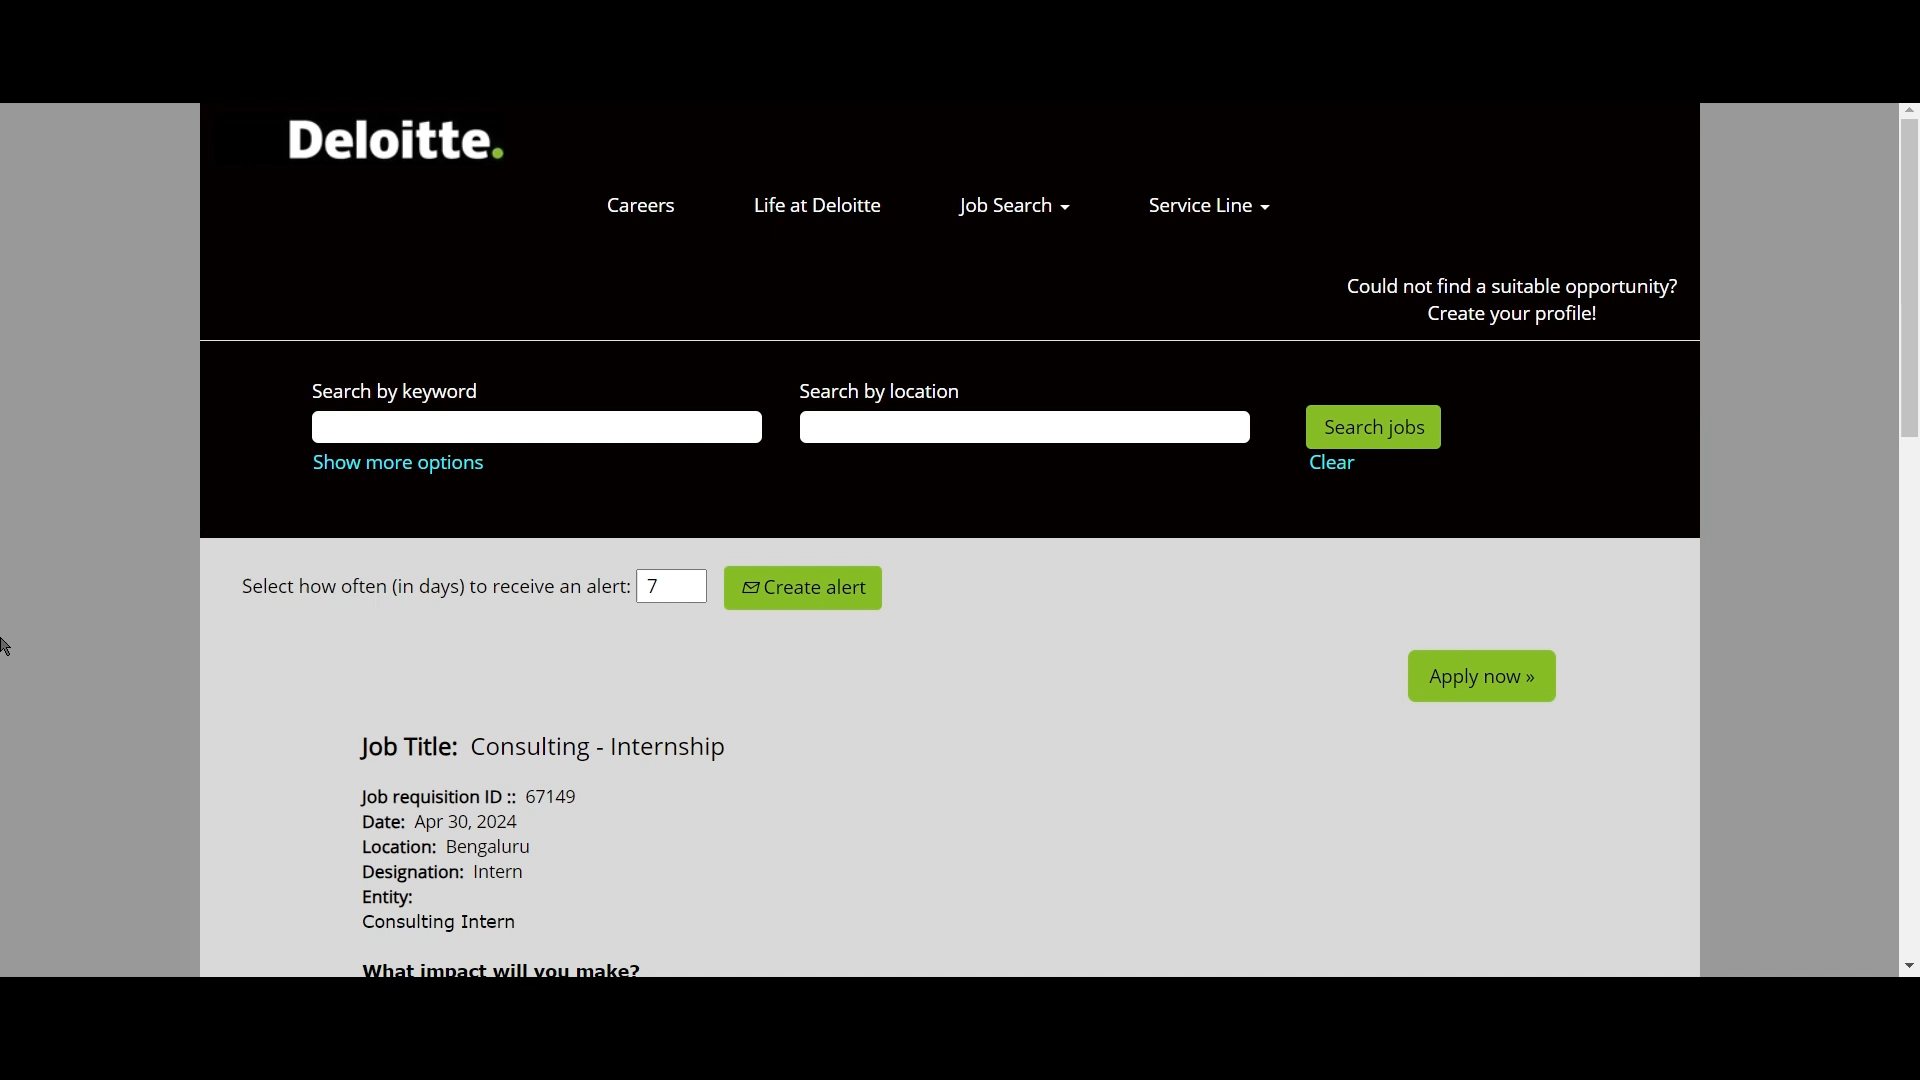 Deloitte.
Careers Life at Deloitte Job Search Service Line
Could not find a suitable opportunity?
Create your profile!
Search by keyword Search by location
Search jobs
Show more options Clear
Select how often (in days) to receive an alert: 7 Create alert
Apply now »
Job Title: Consulting - Internship
Job requisition ID :: 67149
Date: Apr 30, 2024
Location: Bengaluru
Designation: Intern
Entity:
Consulting Intern
What impact will you make?